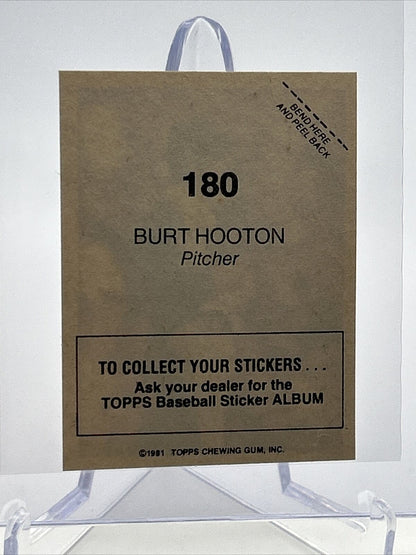 BEND HERE
AND PEEL BACK
180
BURT HOOTON
Pitcher
TO COLLECT YOUR STICKERS...
Ask your dealer for the
TOPPS Baseball Sticker ALBUM
©1981 TOPPS CHEWING GUM, INC.